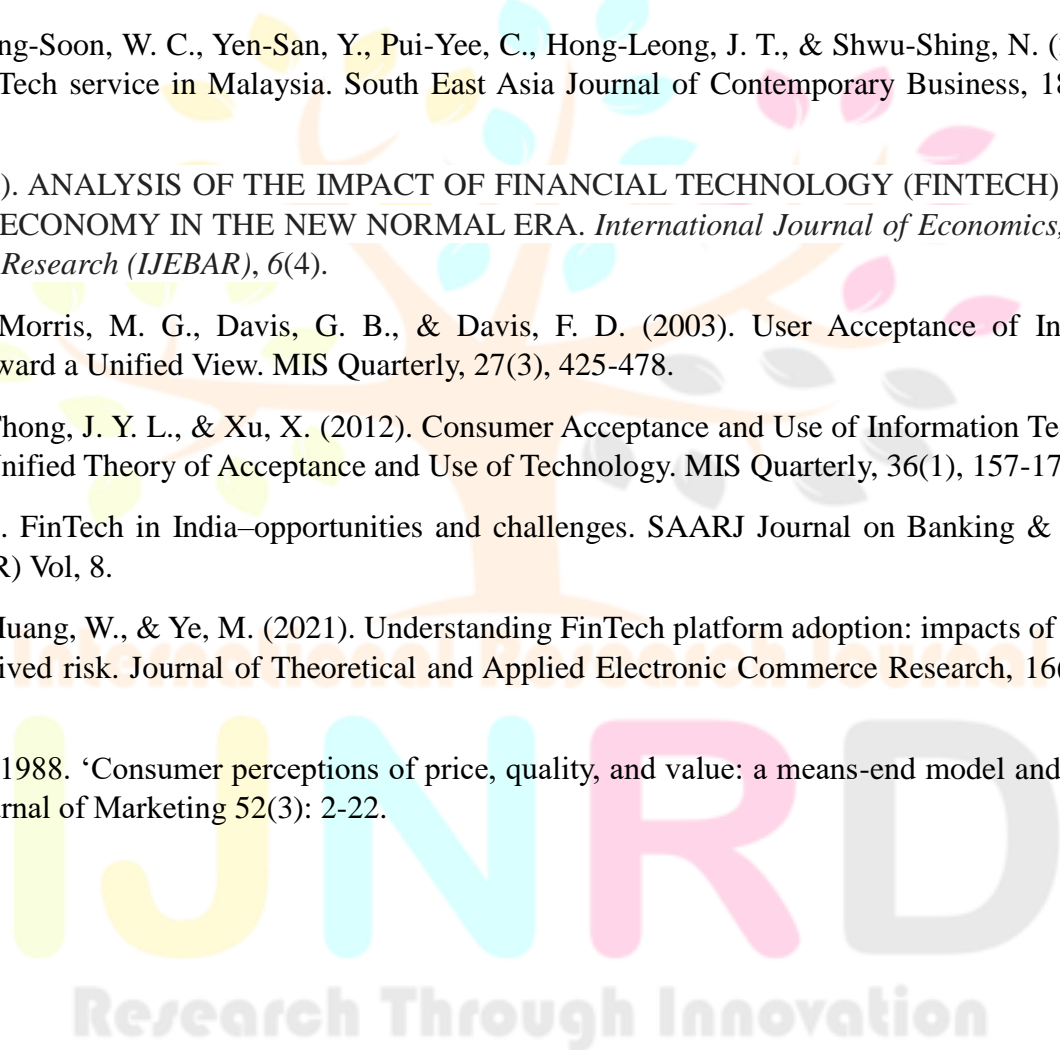 ng-Soon, W. C., Yen-San, Y., Pui-Yee, C., Hong-Leong, J. T., & Shwu-Shing, N. (
Tech service in Malaysia. South East Asia Journal of Contemporary Business, 18
). ANALYSIS OF THE IMPACT OF FINANCIAL TECHNOLOGY (FINTECH)
ECONOMY IN THE NEW NORMAL ERA. International Journal of Economics,
Research (IJEBAR), 6(4).
Morris, M. G., Davis, G. B., & Davis, F. D. (2003). User Acceptance of In
ward a Unified View. MIS Quarterly, 27(3), 425-478.
hong, J. Y. L., & Xu, X. (2012). Consumer Acceptance and Use of Information Te
nified Theory of Acceptance and Use of Technology. MIS Quarterly, 36(1), 157-17
. FinTech in India–opportunities and challenges. SAARJ Journal on Banking &
R) Vol, 8.
Huang, W., & Ye, M. (2021). Understanding FinTech platform adoption: impacts of
ived risk. Journal of Theoretical and Applied Electronic Commerce Research, 16(
International Research Journal
1988. ‘Consumer perceptions of price, quality, and value: a means-end model and
rnal of Marketing 52(3): 2-22.
IJNRD
Research Through Innovation